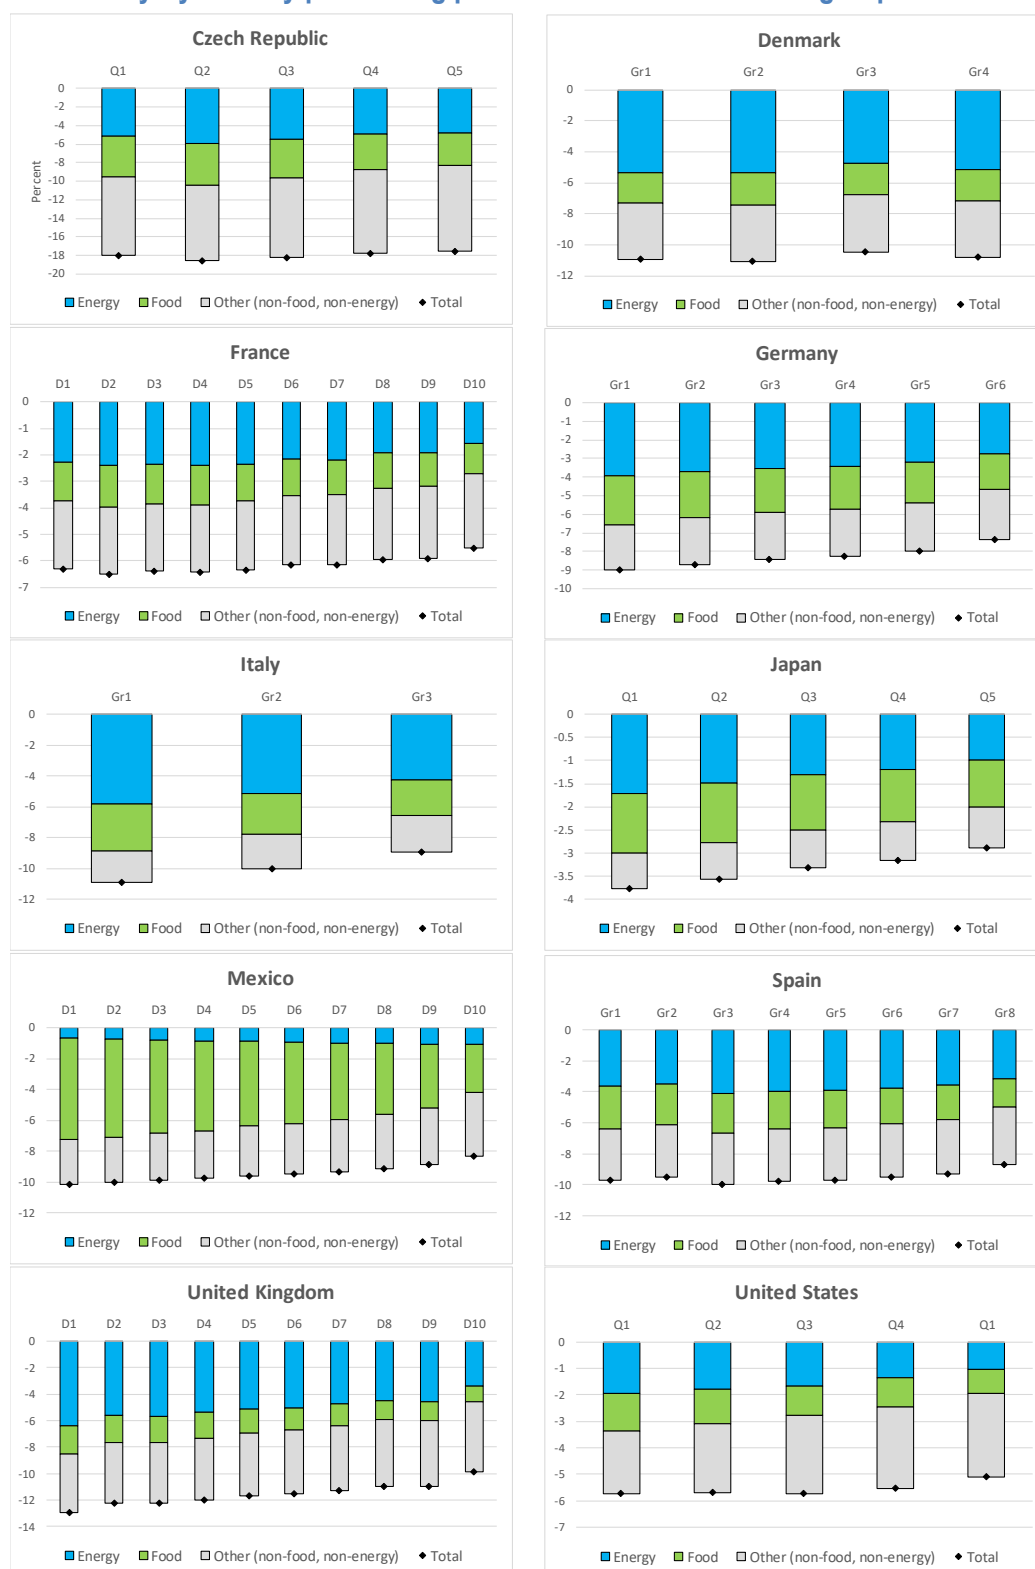 Czech Republic
Q1 Q2 Q3 Q4 Q5
0
-2
-4
-6
-8
-10
-12
-14
-16
-18
-20
Percent
Energy Food Other (non-food, non-energy) Total
Denmark
Gr1 Gr2 Gr3 Gr4
0
-2
-4
-6
-8
-10
-12
Energy Food Other (non-food, non-energy) Total
France
D1 D2 D3 D4 D5 D6 D7 D8 D9 D10
0
-1
-2
-3
-4
-5
-6
-7
Energy Food Other (non-food, non-energy) Total
Germany
Gr1 Gr2 Gr3 Gr4 Gr5 Gr6
0
-1
-2
-3
-4
-5
-6
-7
-8
-9
-10
Energy Food Other (non-food, non-energy) Total
Italy
Gr1 Gr2 Gr3
0
-2
-4
-6
-8
-10
-12
Energy Food Other (non-food, non-energy) Total
Japan
Q1 Q2 Q3 Q4 Q5
0
-0.5
-1
-1.5
-2
-2.5
-3
-3.5
-4
Energy Food Other (non-food, non-energy) Total
Mexico
D1 D2 D3 D4 D5 D6 D7 D8 D9 D10
0
-2
-4
-6
-8
-10
-12
Energy Food Other (non-food, non-energy) Total
Spain
Gr1 Gr2 Gr3 Gr4 Gr5 Gr6 Gr7 Gr8
0
-2
-4
-6
-8
-10
-12
Energy Food Other (non-food, non-energy) Total
United Kingdom
D1 D2 D3 D4 D5 D6 D7 D8 D9 D10
0
-2
-4
-6
-8
-10
-12
-14
Energy Food Other (non-food, non-energy) Total
United States
Q1 Q2 Q3 Q4 Q1
0
-1
-2
-3
-4
-5
-6
-7
Energy Food Other (non-food, non-energy) Total